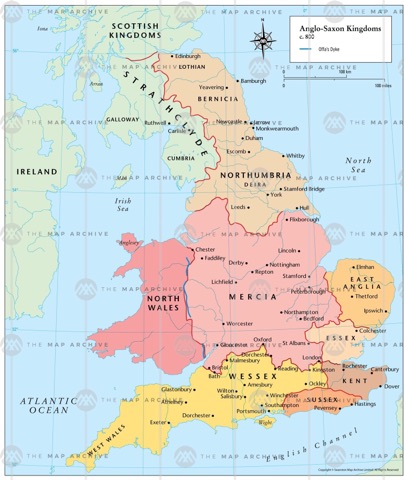 SCOTTISH
KINGDOMS
Anglo-Saxon Kingdoms
c. 800
Offa's Dyke
0 100 km
0 100 miles
N
Iona
Arran
Edinburgh
LOTHIAN
Bamburgh
Yeavering
BERNICIA
STRATHCLYDE
GALLOWAY
Ruthwell
Carlisle
Newcastle
Jarrow
Monkwearmouth
Durham
Escomb
CUMBRIA
Whitby
IRELAND
Man
North
Sea
NORTHUMBRIA
DEIRA
Stamford Bridge
York
Irish
Sea
Leeds
Hull
Flixborough
Anglesey
Chester
Faddiley
Lincoln
Derby
Nottingham
Repton
Stamford
Lichfield
Elmhan
EAST
ANGLIA
Peterborough
Thetford
NORTH
WALES
MERCIA
Northampton
Bedford
Ipswich
Worcester
Colchester
ESSEX
Gloucester
Oxford
St Albans
Dorchester
Malmesbury
London
Bristol
Bath
Reading
Kingston
Rochester
Canterbury
WESSEX
KENT
Dover
Glastonbury
Amesbury
Ockley
Wilton
Salisbury
Winchester
SUSSEX
Athelney
Southampton
Hastings
Pevensey
Portsmouth
Dorchester
Exeter
Wight
ATLANTIC
OCEAN
WEST WALES
English Channel
THE MAP ARCHIVE